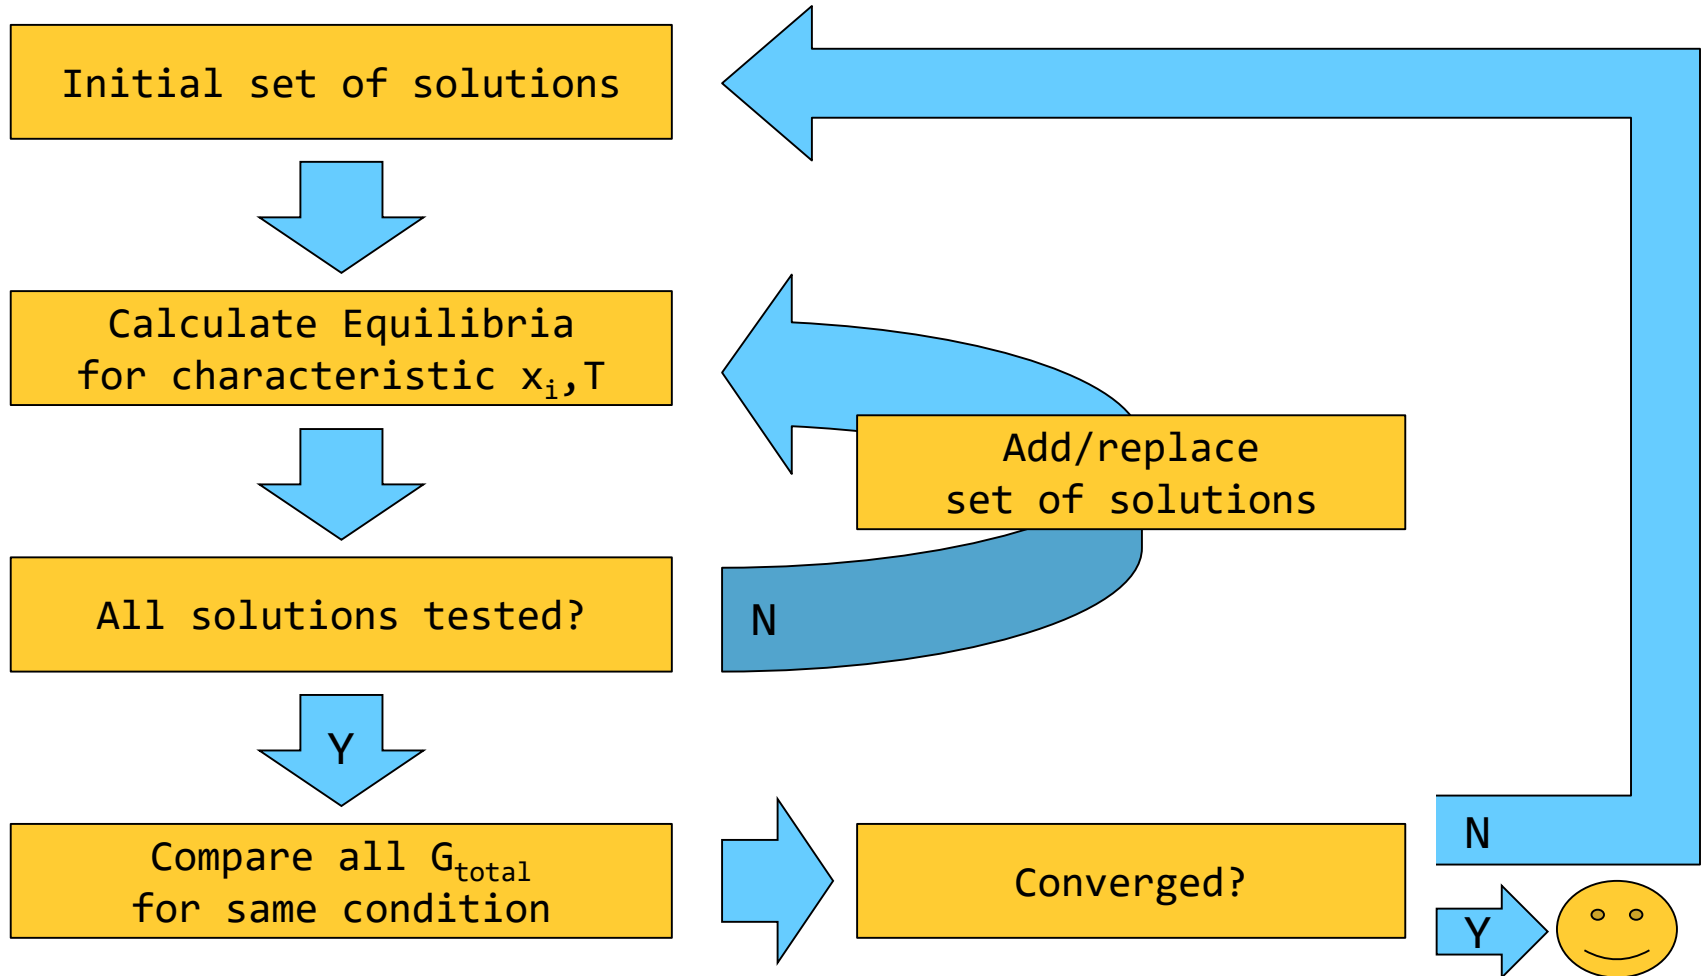 Initial set of solutions
Calculate Equilibria
for characteristic xᵢ,T
Add/replace
set of solutions
All solutions tested?
N
Y
Compare all G_total
for same condition
Converged?
N
Y